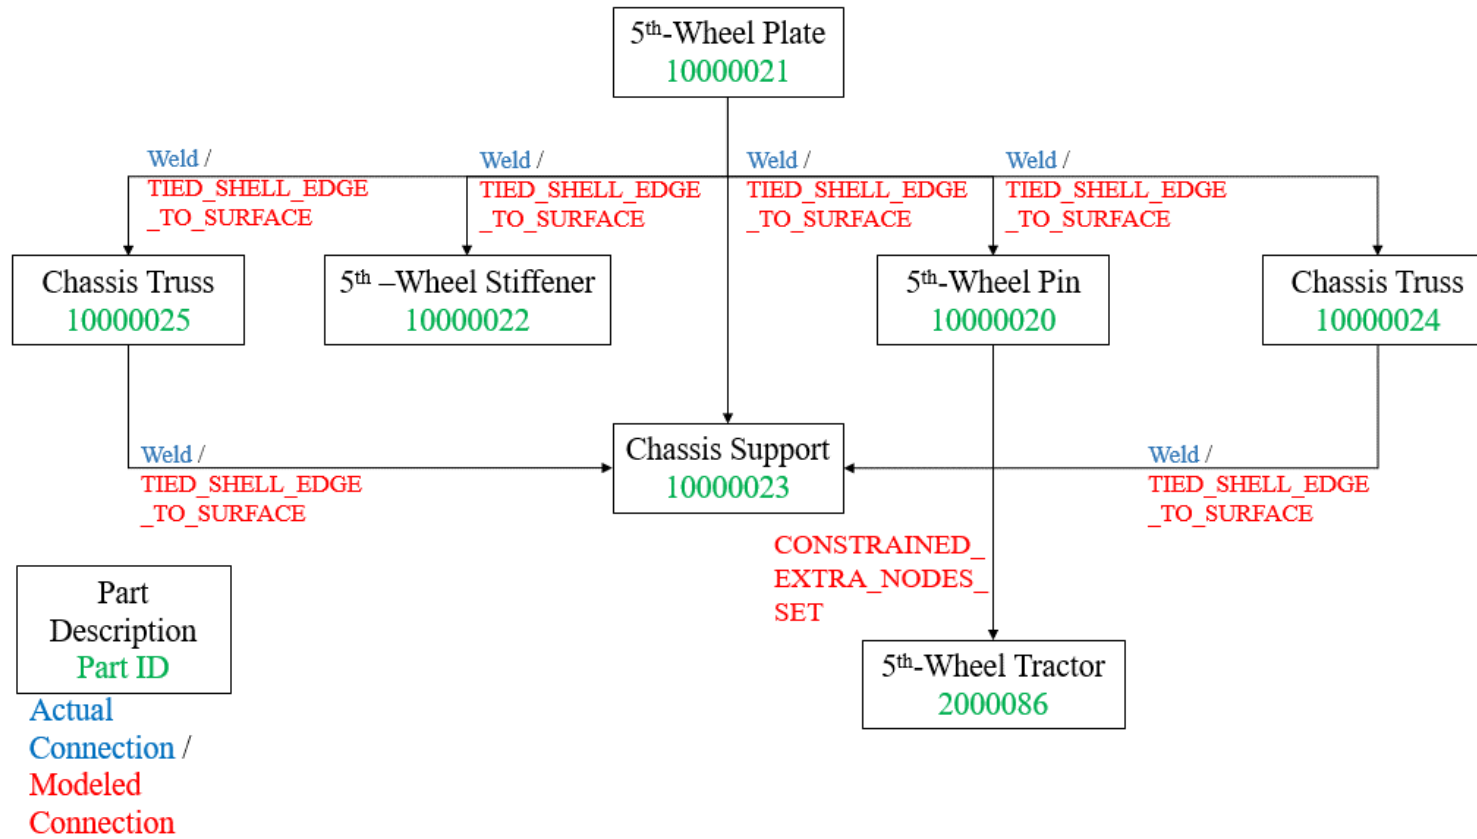 5th-Wheel Plate
10000021
Weld /
TIED_SHELL_EDGE
_TO_SURFACE
Weld /
TIED_SHELL_EDGE
_TO_SURFACE
Weld /
TIED_SHELL_EDGE
_TO_SURFACE
Weld /
TIED_SHELL_EDGE
_TO_SURFACE
Chassis Truss
10000025
5th –Wheel Stiffener
10000022
5th-Wheel Pin
10000020
Chassis Truss
10000024
Weld /
TIED_SHELL_EDGE
_TO_SURFACE
Chassis Support
10000023
Weld /
TIED_SHELL_EDGE
_TO_SURFACE
CONSTRAINED_
EXTRA_NODES_
SET
5th-Wheel Tractor
2000086
Part
Description
Part ID
Actual
Connection /
Modeled
Connection